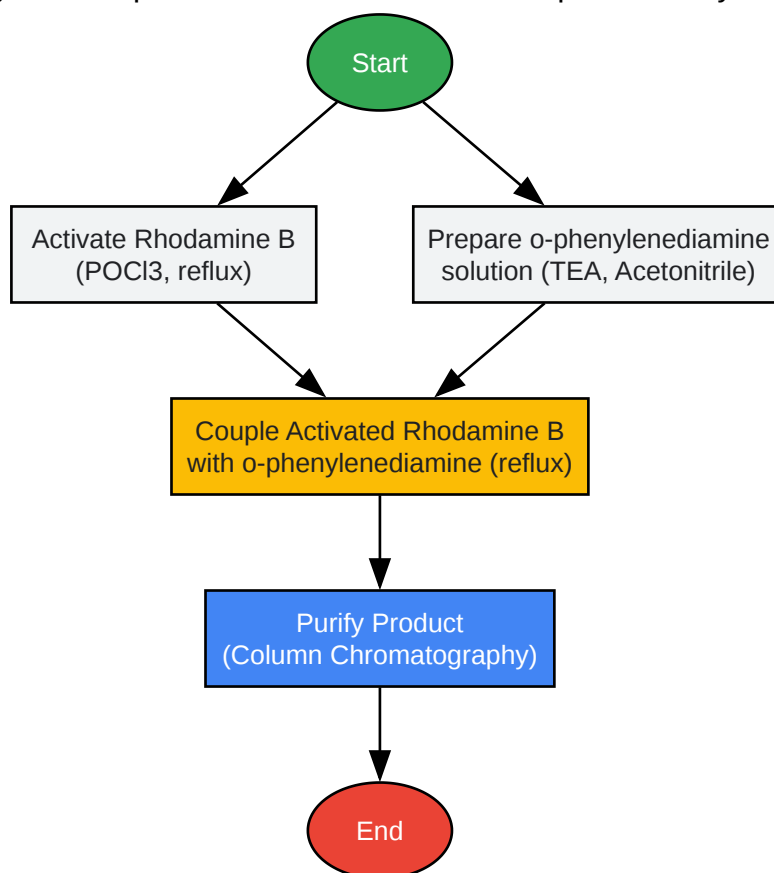 Start
Activate Rhodamine B
(POCl3, reflux)
Prepare o-phenylenediamine
solution (TEA, Acetonitrile)
Couple Activated Rhodamine B
with o-phenylenediamine (reflux)
Purify Product
(Column Chromatography)
End